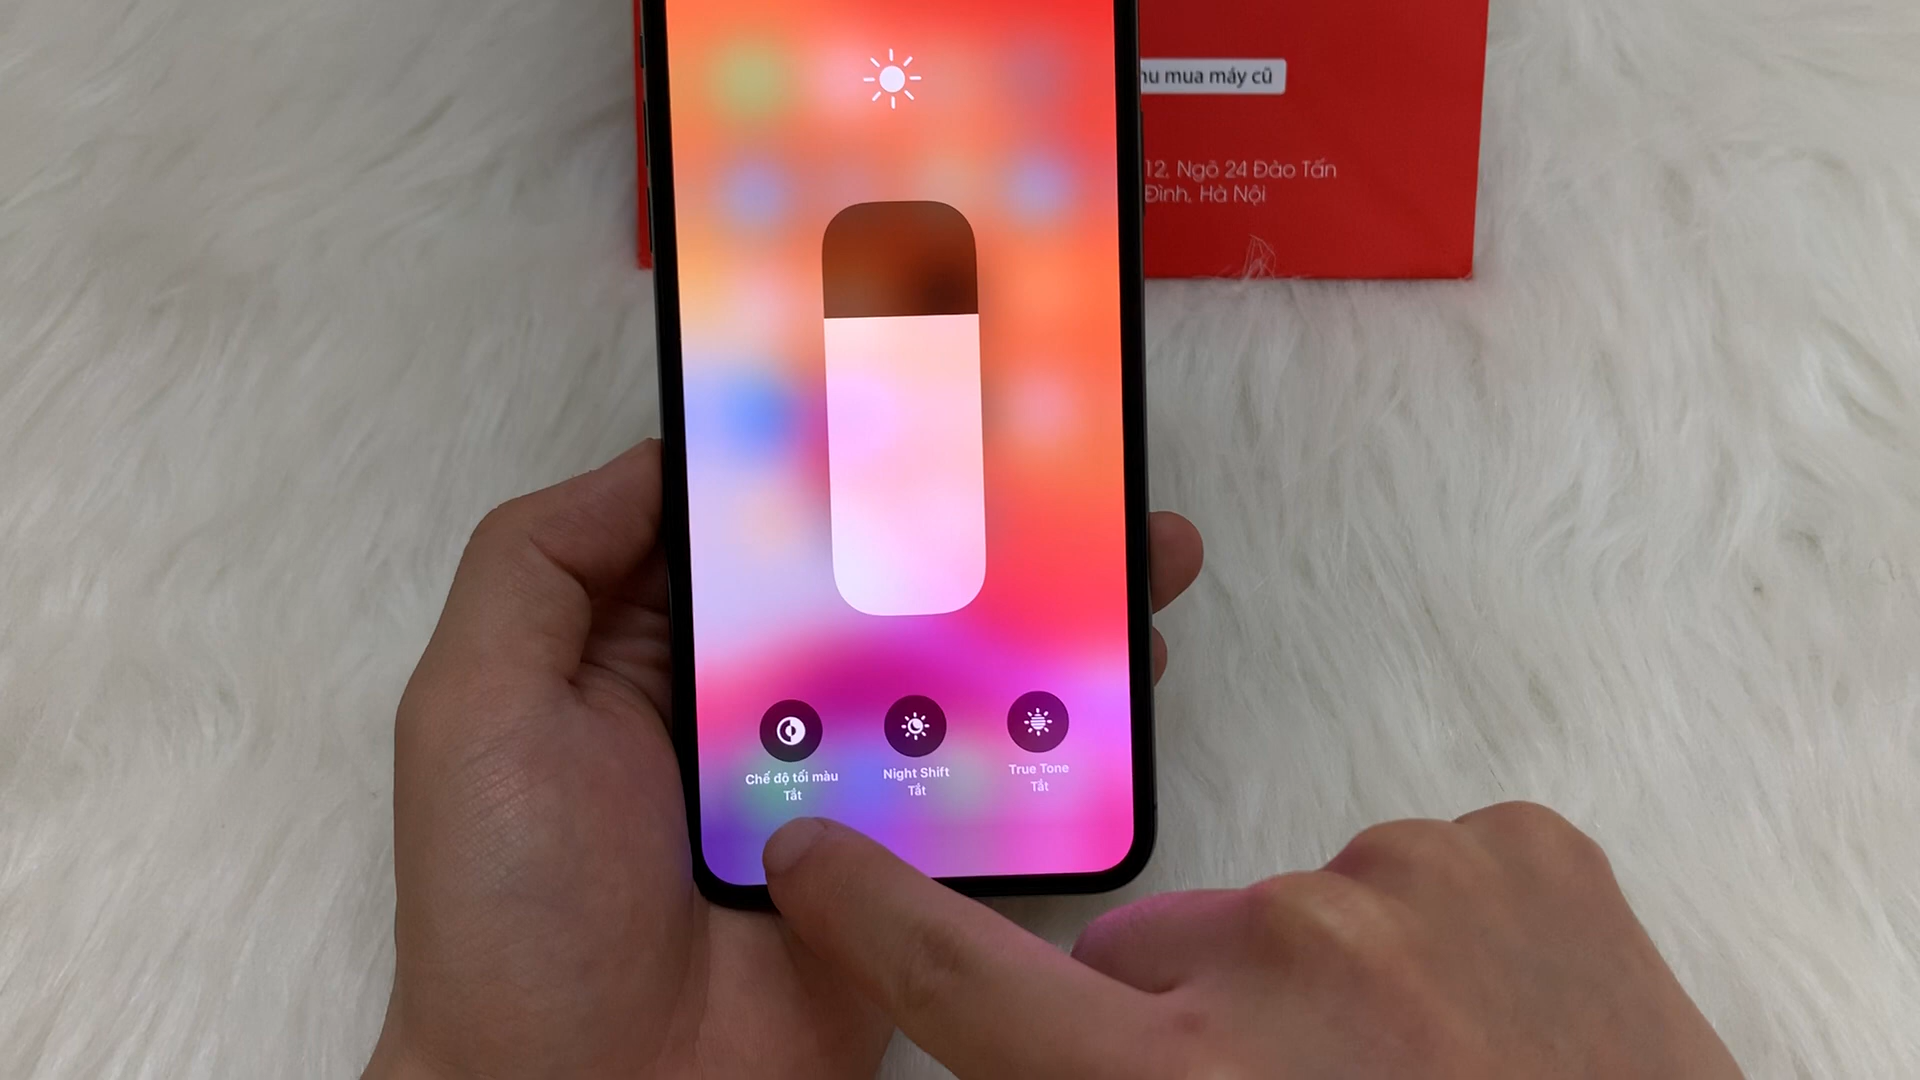 mua máy cũ
12, Ngõ 24 Đào Tấn
Đình, Hà Nội
Chế độ tối màu
Tắt
Night Shift
Tắt
True Tone
Tắt